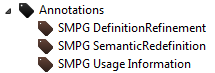 Annotations
SMPG DefinitionRefinement
SMPG SemanticRedefinition
SMPG Usage Information